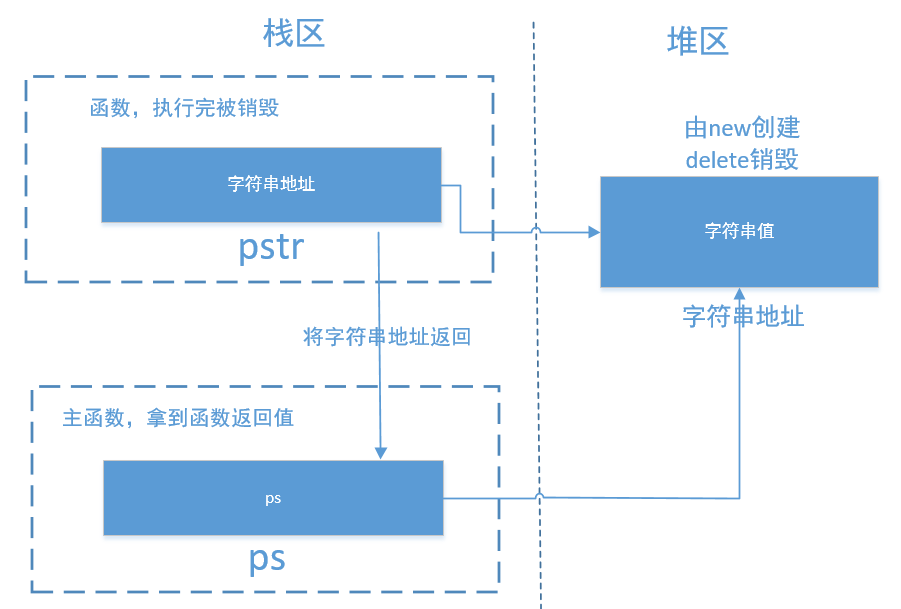 栈区
堆区
函数，执行完被销毁
由new创建
delete销毁
字符串地址
字符串值
pstr
字符串地址
将字符串地址返回
主函数，拿到函数返回值
ps
ps